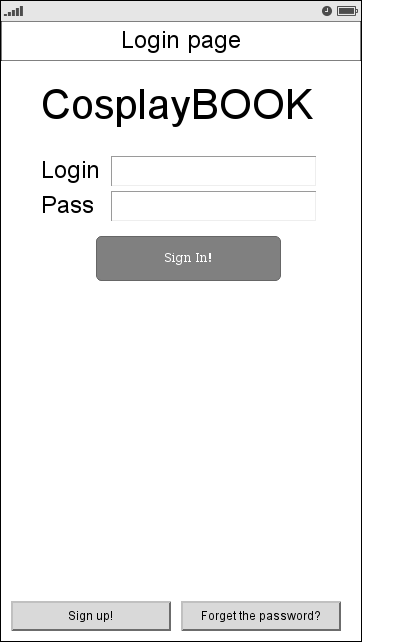 Login page
CosplayBOOK
Login
Pass
Sign In!
Sign up!
Forget the password?